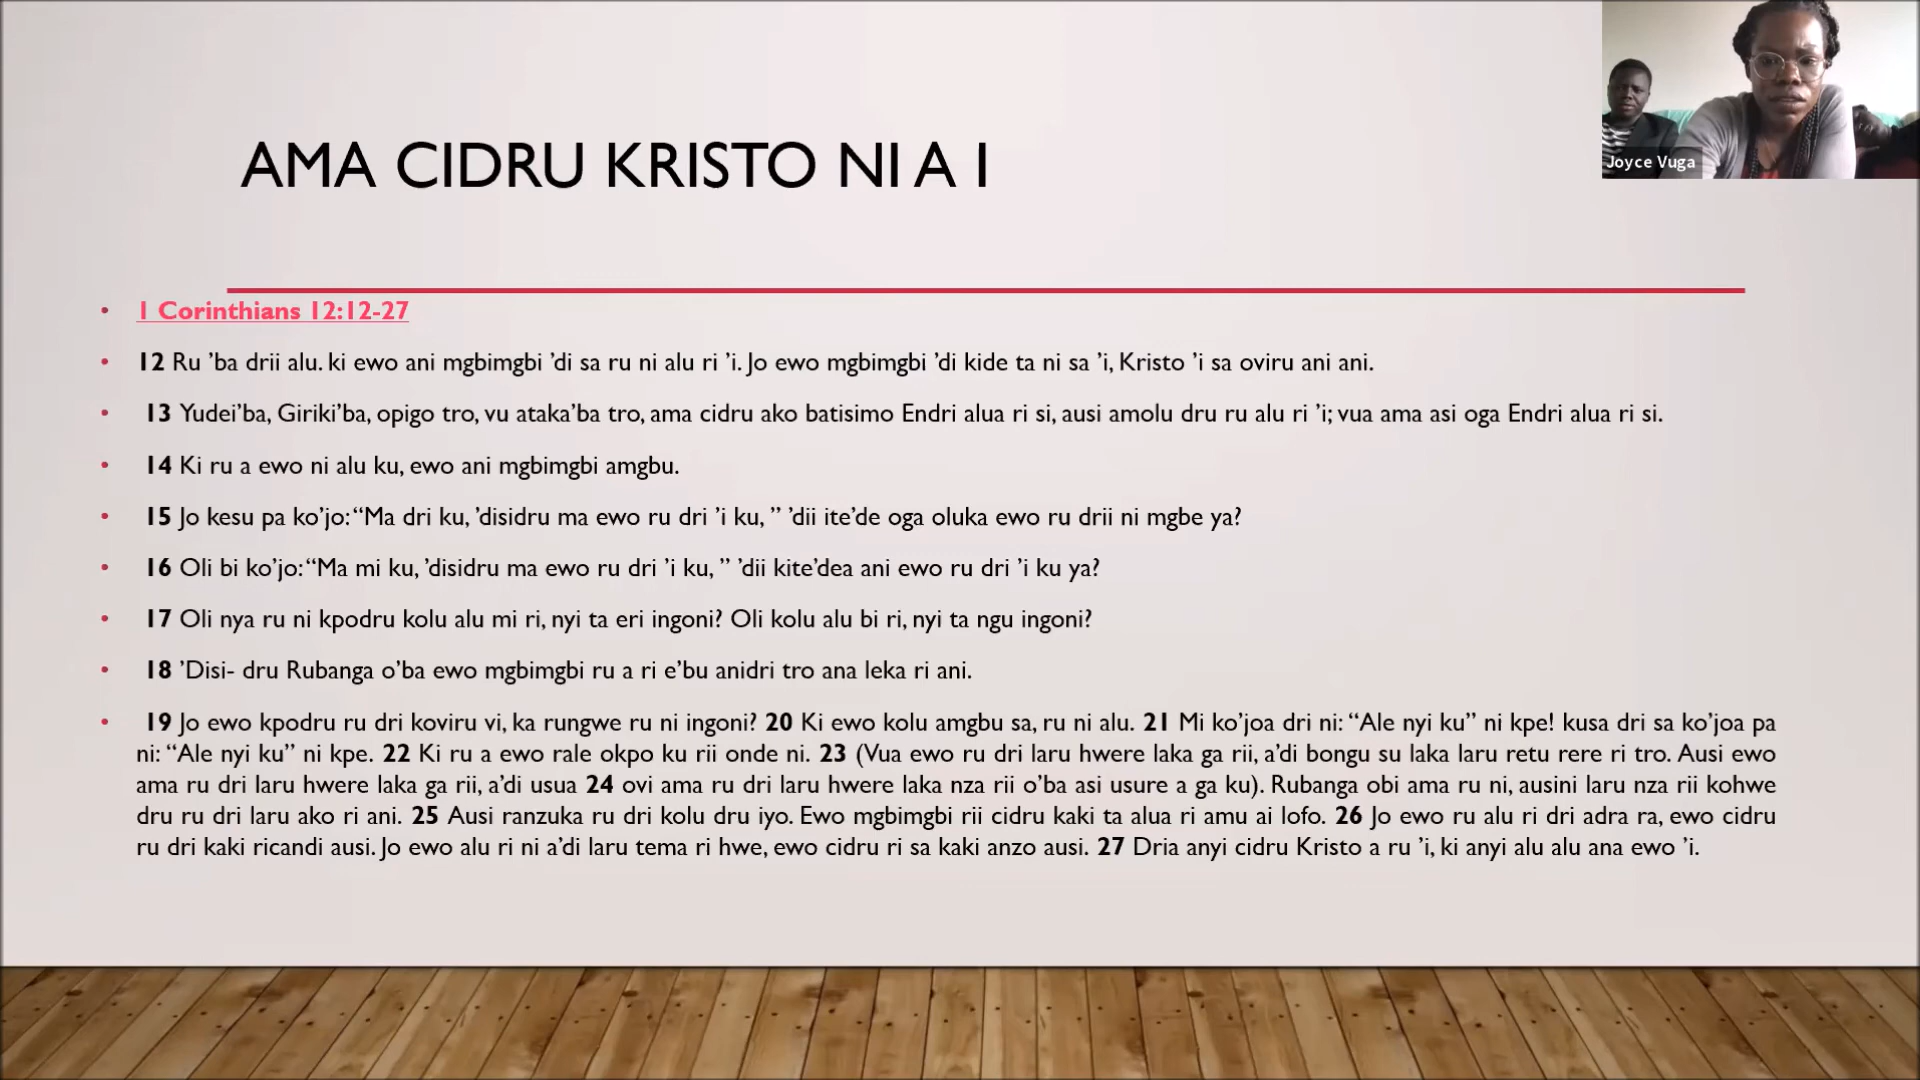 AMA CIDRU KRISTO NI A I
Joyce Vuga
1 Corinthians 12:12-27
12 Ru ’ba drii alu. ki ewo ani mgbimgbi ’di sa ru ni alu ri ’i. Jo ewo mgbimgbi ’di kide ta ni sa ’i, Kristo ’i sa oviru ani ani.
13 Yudei’ba, Giriki’ba, opigo tro, vu ataka’ba tro, ama cidru ako batisimo Endri alua ri si, ausi amolu dru ru alu ri ’i; vua ama asi oga Endri alua ri si.
14 Ki ru a ewo ni alu ku, ewo ani mgbimgbi amgbu.
15 Jo kesu pa ko’jo: “Ma dri ku, ’disidru ma ewo ru dri ’i ku, ” ’dii ite’de oga oluka ewo ru drii ni mgbe ya?
16 Oli bi ko’jo: “Ma mi ku, ’disidru ma ewo ru dri ’i ku, ” ’dii kite’dea ani ewo ru dri ’i ku ya?
17 Oli nya ru ni kpodru kolu alu mi ri, nyi ta eri ingoni? Oli kolu alu bi ri, nyi ta ngu ingoni?
18 ’Disi- dru Rubanga o’ba ewo mgbimgbi ru a ri e’bu anidri tro ana leka ri ani.
19 Jo ewo kpodru ru dri koviru vi, ka rungwe ru ni ingoni? 20 Ki ewo kolu amgbu sa, ru ni alu. 21 Mi ko’joa dri ni: “Ale nyi ku” ni kpe! kusa dri sa ko’joa pa
ni: “Ale nyi ku” ni kpe. 22 Ki ru a ewo rale okpo ku rii onde ni. 23 (Vua ewo ru dri laru hwere laka ga rii, a’di bongu su laka laru retu rere ri tro. Ausi ewo
ama ru dri laru hwere laka ga rii, a’di usua 24 ovi ama ru dri laru hwere laka nza rii o’ba asi usure a ga ku). Rubanga obi ama ru ni, ausini laru nza rii kohwe
dru ru dri laru ako ri ani. 25 Ausi ranzuka ru dri kolu dru iyo. Ewo mgbimgbi rii cidru kaki ta alua ri amu ai lofo. 26 Jo ewo ru alu ri dri adra ra, ewo cidru
ru dri kaki ricandi ausi. Jo ewo alu ri ni a’di laru tema ri hwe, ewo cidru ri sa kaki anzo ausi. 27 Dria anyi cidru Kristo a ru ’i, ki anyi alu alu ana ewo ’i.